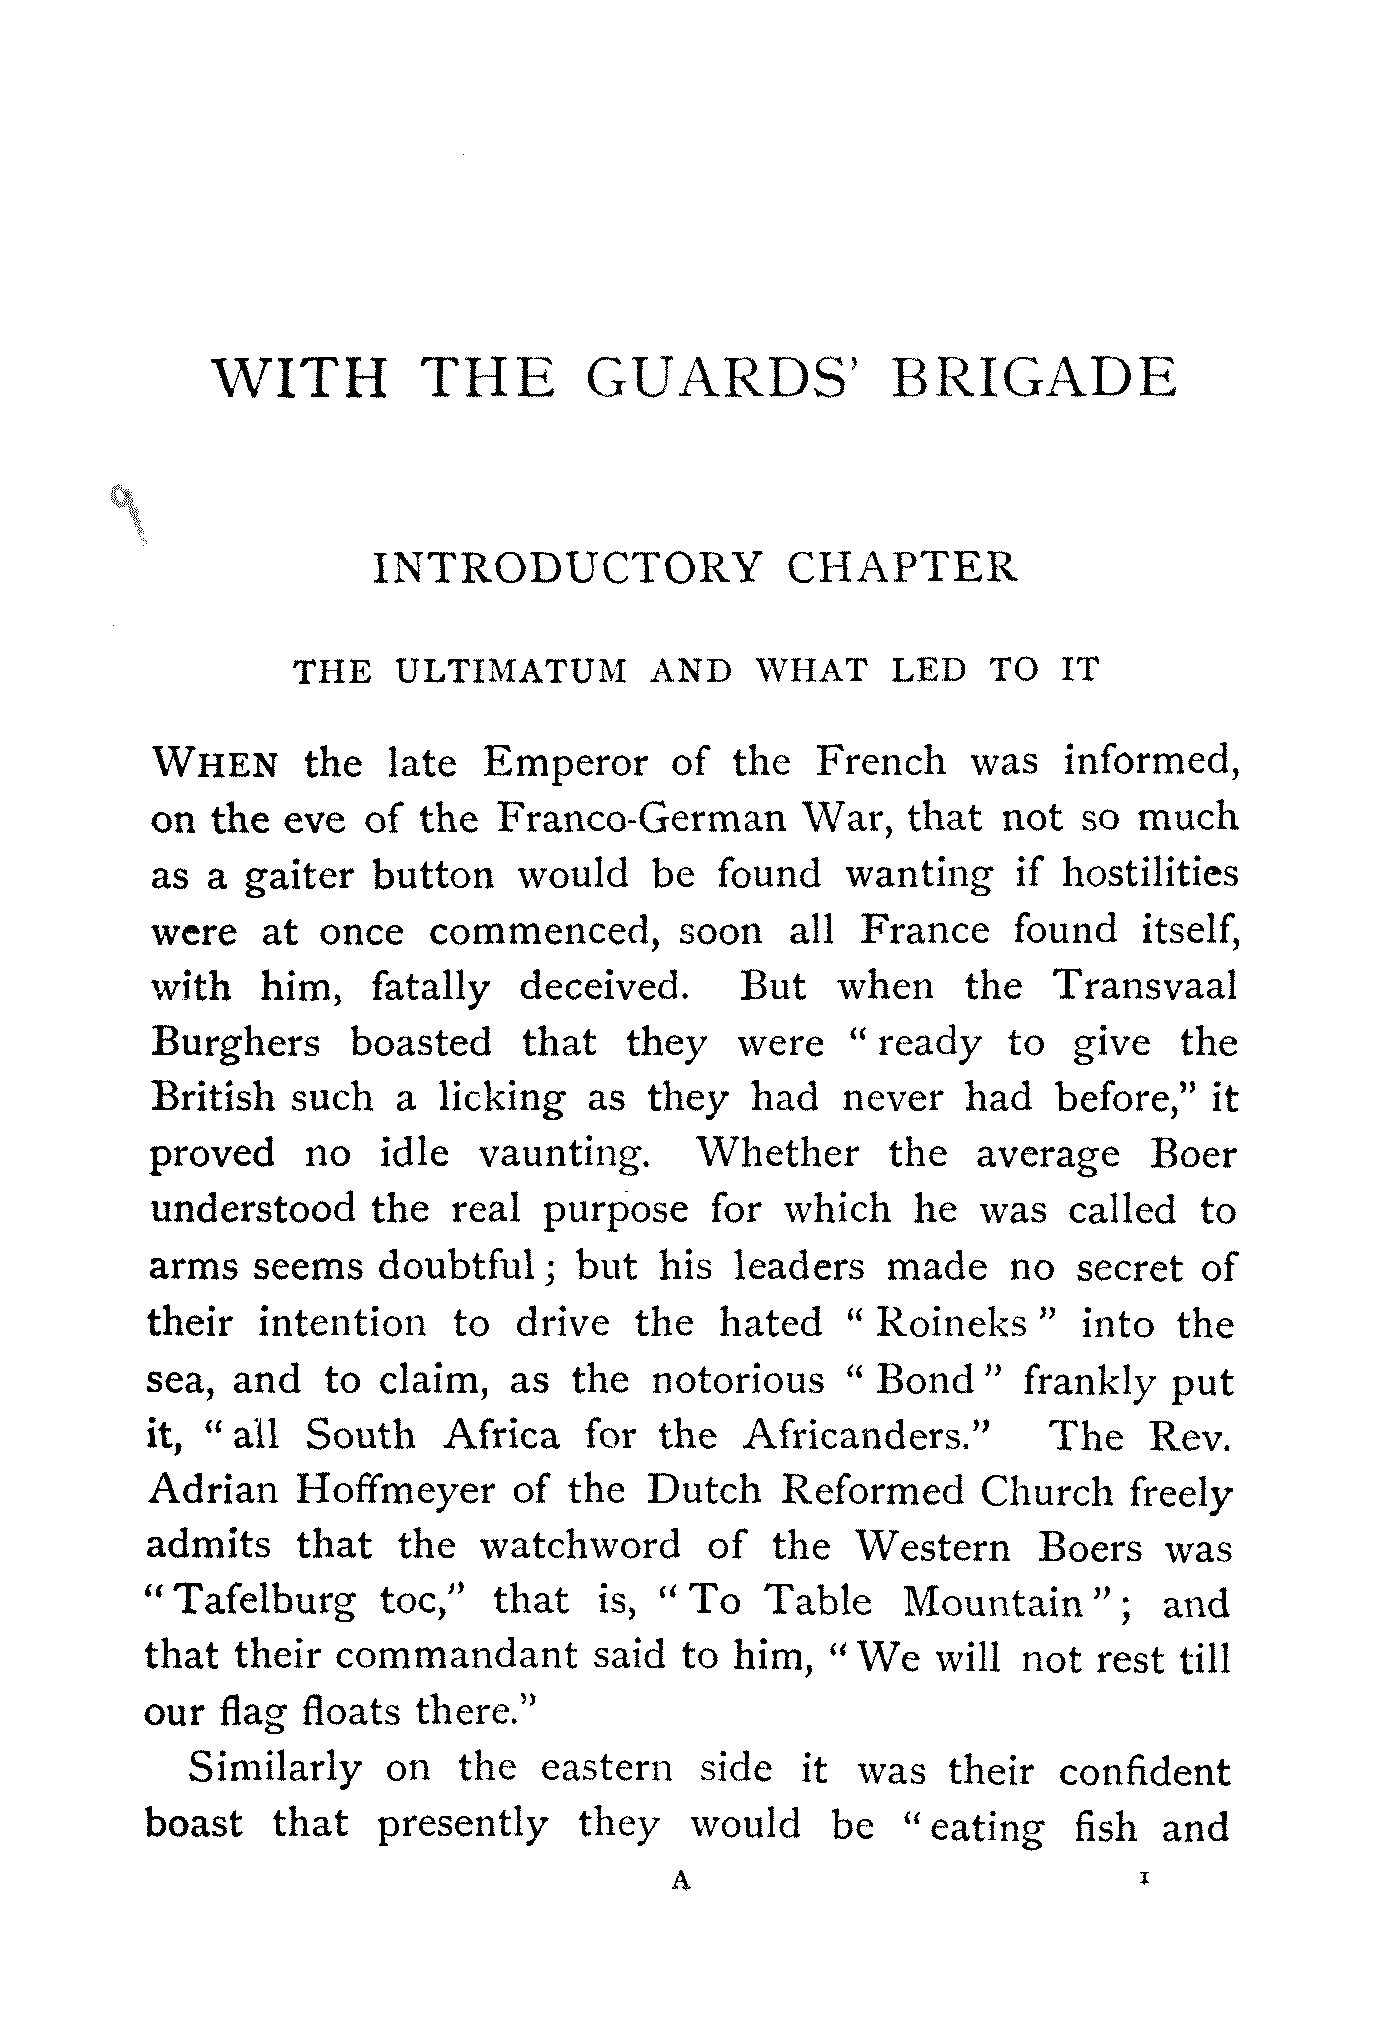 WITH THE GUARDS' BRIGADE
INTRODUCTORY CHAPTER
THE ULTIMATUM AND WHAT LED TO IT
WHEN the late Emperor of the French was informed,
on the eve of the Franco-German War, that not so much
as a gaiter button would be found wanting if hostilities
were at once commenced, soon all France found itself,
with him, fatally deceived. But when the Transvaal
Burghers boasted that they were "ready to give the
British such a licking as they had never had before," it
proved no idle vaunting. Whether the average Boer
understood the real purpose for which he was called to
arms seems doubtful; but his leaders made no secret of
their intention to drive the hated "Roineks" into the
sea, and to claim, as the notorious "Bond" frankly put
it, "all South Africa for the Africanders." The Rev.
Adrian Hoffmeyer of the Dutch Reformed Church freely
admits that the watchword of the Western Boers was
"Tafelburg toc," that is, "To Table Mountain"; and
that their commandant said to him, "We will not rest till
our flag floats there."
Similarly on the eastern side it was their confident
boast that presently they would be "eating fish and
A 1